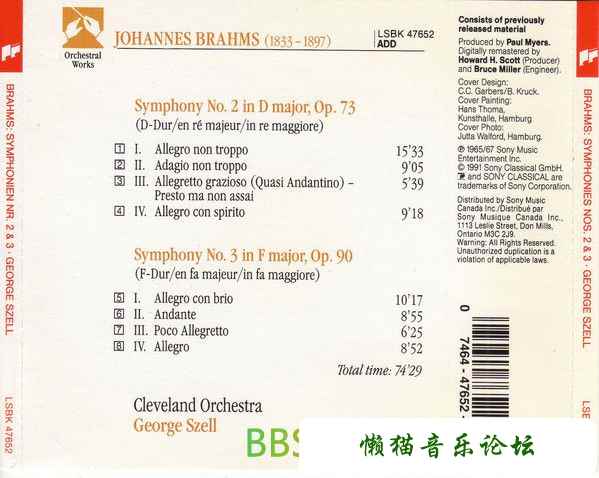 BRAHMS: SYMPHONIEN NR. 2 & 3 · GEORGE SZELL
LSBK 47652
Orchestral
Works
JOHANNES BRAHMS (1833 – 1897)
LSBK 47652
ADD
Symphony No. 2 in D major, Op. 73
(D-Dur/en ré majeur/in re maggiore)
1 I. Allegro non troppo 15'33
2 II. Adagio non troppo 9'05
3 III. Allegretto grazioso (Quasi Andantino) – 5'39
Presto ma non assai
4 IV. Allegro con spirito 9'18
Symphony No. 3 in F major, Op. 90
(F-Dur/en fa majeur/in fa maggiore)
5 I. Allegro con brio 10'17
6 II. Andante 8'55
7 III. Poco Allegretto 6'25
8 IV. Allegro 8'52
Total time: 74'29
Cleveland Orchestra
George Szell
Consists of previously
released material
Produced by Paul Myers.
Digitally remastered by
Howard H. Scott (Producer)
and Bruce Miller (Engineer).
Cover Design:
C.C. Garbers/B. Kruck.
Cover Painting:
Hans Thoma,
Kunsthalle, Hamburg
Cover Photo:
Jutta Walford, Hamburg.
℗ 1965/67 Sony Music
Entertainment Inc.
© 1991 Sony Classical GmbH.
and SONY CLASSICAL are
trademarks of Sony Corporation.
Distributed by Sony Music
Canada Inc./Distribué par
Sony Musique Canada Inc.,
1113 Leslie Street, Don Mills,
Ontario M3C 2J9.
Warning: All Rights Reserved.
Unauthorized duplication is a
violation of applicable laws.
0 7464-47652-
BRAHMS: SYMPHONIES NOS. 2 & 3 · GEORGE SZELL
BBS
懒猫音乐论坛